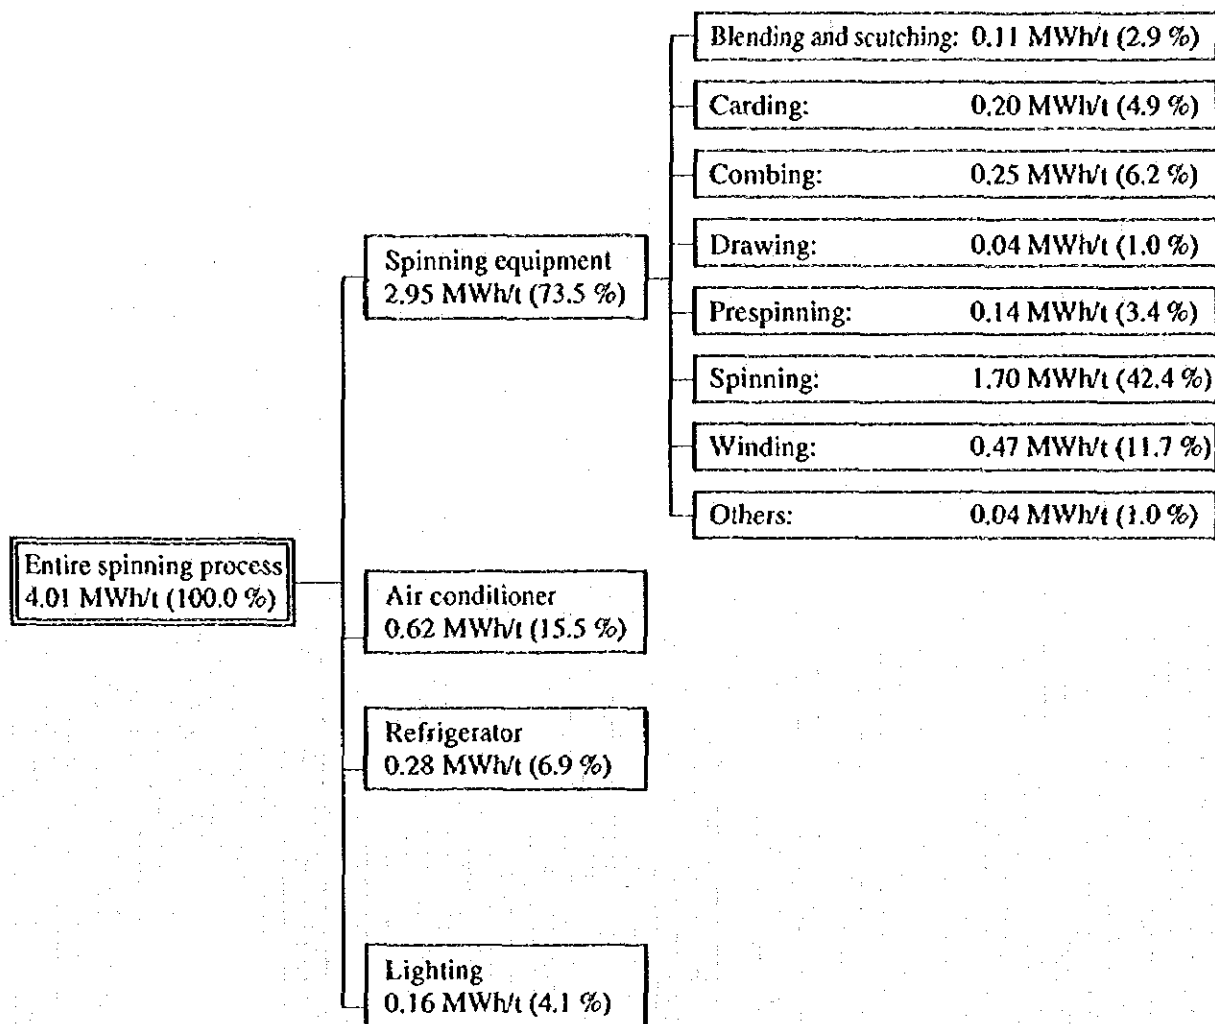 Blending and scutching: 0.11 MWh/t (2.9 %)
Carding: 0.20 MWh/t (4.9 %)
Combing: 0.25 MWh/t (6.2 %)
Drawing: 0.04 MWh/t (1.0 %)
Prespinning: 0.14 MWh/t (3.4 %)
Spinning: 1.70 MWh/t (42.4 %)
Winding: 0.47 MWh/t (11.7 %)
Others: 0.04 MWh/t (1.0 %)
Spinning equipment
2.95 MWh/t (73.5 %)
Entire spinning process
4.01 MWh/t (100.0 %)
Air conditioner
0.62 MWh/t (15.5 %)
Refrigerator
0.28 MWh/t (6.9 %)
Lighting
0.16 MWh/t (4.1 %)